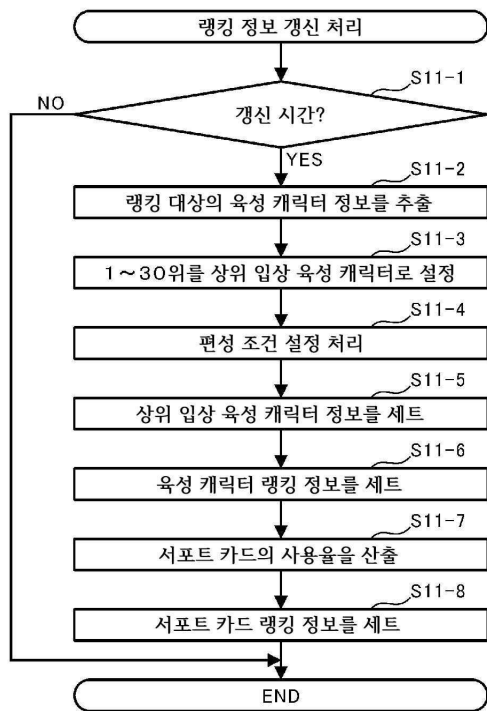 랭킹 정보 갱신 처리
S11-1
NO
갱신 시간?
YES
S11-2
랭킹 대상의 육성 캐릭터 정보를 추출
S11-3
1～30위를 상위 입상 육성 캐릭터로 설정
S11-4
편성 조건 설정 처리
S11-5
상위 입상 육성 캐릭터 정보를 세트
S11-6
육성 캐릭터 랭킹 정보를 세트
S11-7
서포트 카드의 사용율을 산출
S11-8
서포트 카드 랭킹 정보를 세트
END